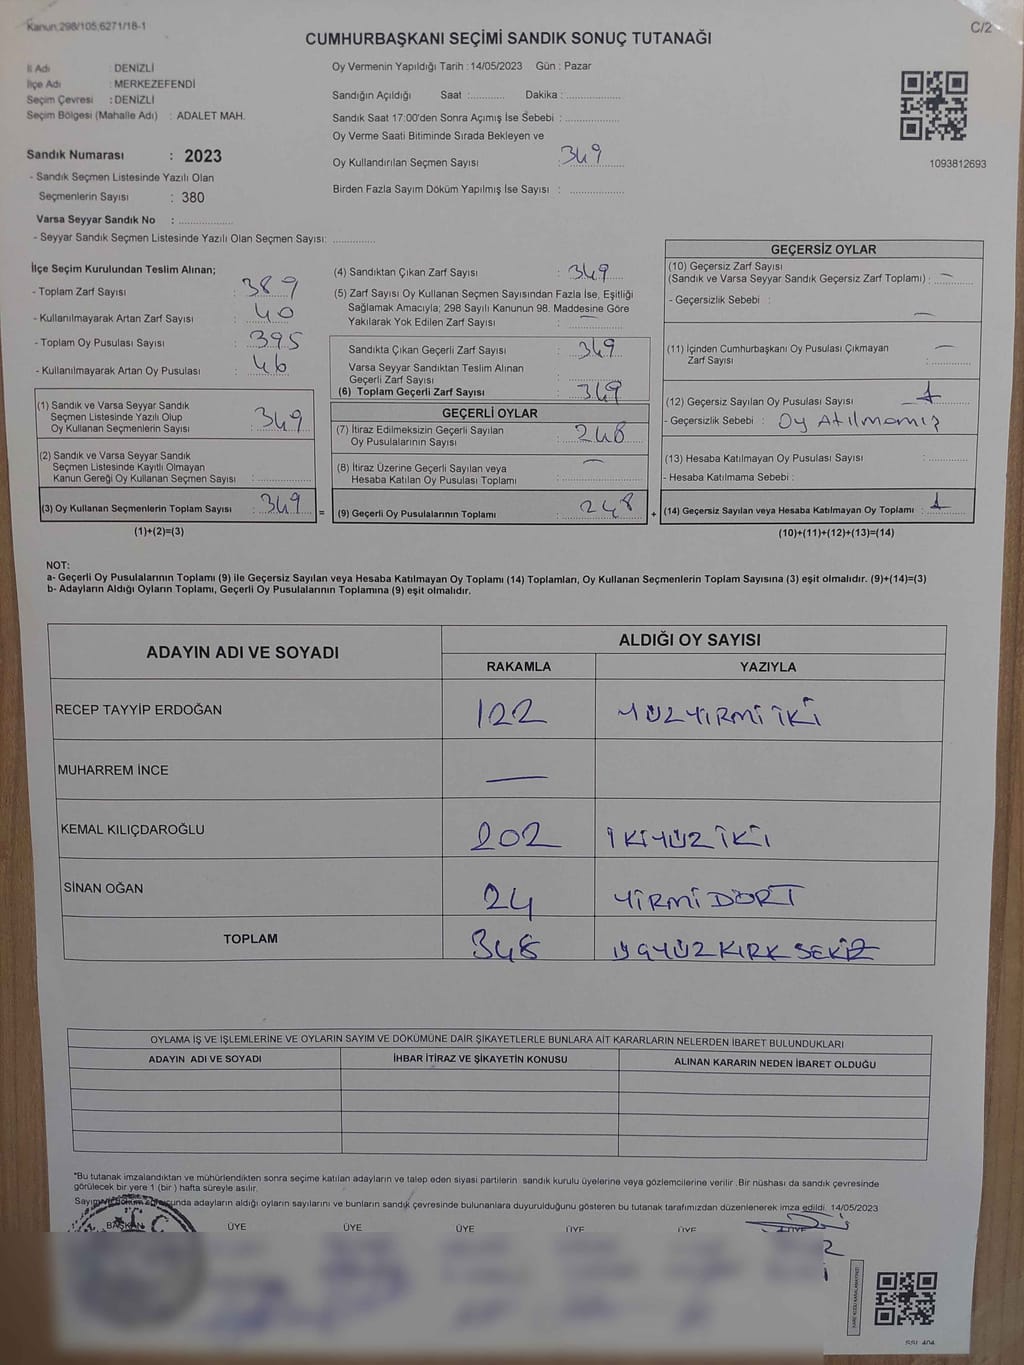 Kanun:298/105;6271/18-1
C/2
CUMHURBAŞKANI SEÇİMİ SANDIK SONUÇ TUTANAĞI
İl Adı : DENİZLİ
İlçe Adı : MERKEZEFENDİ
Seçim Çevresi : DENİZLİ
Seçim Bölgesi (Mahalle Adı) : ADALET MAH.
Sandık Numarası : 2023
- Sandık Seçmen Listesinde Yazılı Olan
Seçmenlerin Sayısı : 380
Varsa Seyyar Sandık No : ...............
- Seyyar Sandık Seçmen Listesinde Yazılı Olan Seçmen Sayısı: ............
Oy Vermenin Yapıldığı Tarih : 14/05/2023 Gün : Pazar
Sandığın Açıldığı Saat :........... Dakika :................
Sandık Saat 17:00'den Sonra Açımış İse Sebebi : ................
Oy Verme Saati Bitiminde Sırada Bekleyen ve
Oy Kullandırılan Seçmen Sayısı : 349
Birden Fazla Sayım Döküm Yapılmış İse Sayısı : ................
1093812693
İlçe Seçim Kurulundan Teslim Alınan;
- Toplam Zarf Sayısı : 389
- Kullanılmayarak Artan Zarf Sayısı : 40
- Toplam Oy Pusulası Sayısı : 395
- Kullanılmayarak Artan Oy Pusulası : 46
(1) Sandık ve Varsa Seyyar Sandık
Seçmen Listesinde Yazılı Olup
Oy Kullanan Seçmenlerin Sayısı : 349
(2) Sandık ve Varsa Seyyar Sandık
Seçmen Listesinde Kayıtlı Olmayan
Kanun Gereği Oy Kullanan Seçmen Sayısı :................
(3) Oy Kullanan Seçmenlerin Toplam Sayısı : 349 =
(1)+(2)=(3)
(4) Sandıktan Çıkan Zarf Sayısı : 349
(5) Zarf Sayısı Oy Kullanan Seçmen Sayısından Fazla İse, Eşitliği
Sağlamak Amacıyla; 298 Sayılı Kanunun 98. Maddesine Göre
Yakılarak Yok Edilen Zarf Sayısı : —
Sandıkta Çıkan Geçerli Zarf Sayısı : 349
Varsa Seyyar Sandıktan Teslim Alınan
Geçerli Zarf Sayısı : ................
(6) Toplam Geçerli Zarf Sayısı : 349
GEÇERLİ OYLAR
(7) İtiraz Edilmeksizin Geçerli Sayılan
Oy Pusulalarının Sayısı : 248
(8) İtiraz Üzerine Geçerli Sayılan veya
Hesaba Katılan Oy Pusulası Toplamı : —
(9) Geçerli Oy Pusulalarının Toplamı : 248 +
GEÇERSİZ OYLAR
(10) Geçersiz Zarf Sayısı
(Sandık ve Varsa Seyyar Sandık Geçersiz Zarf Toplamı) : —
- Geçersizlik Sebebi : —
(11) İçinden Cumhurbaşkanı Oy Pusulası Çıkmayan
Zarf Sayısı : —
(12) Geçersiz Sayılan Oy Pusulası Sayısı : 1
- Geçersizlik Sebebi : Oy Atılmamış
(13) Hesaba Katılmayan Oy Pusulası Sayısı : ...........
- Hesaba Katılmama Sebebi :
(14) Geçersiz Sayılan veya Hesaba Katılmayan Oy Toplamı : 1
(10)+(11)+(12)+(13)=(14)
NOT:
a- Geçerli Oy Pusulalarının Toplamı (9) ile Geçersiz Sayılan veya Hesaba Katılmayan Oy Toplamı (14) Toplamları, Oy Kullanan Seçmenlerin Toplam Sayısına (3) eşit olmalıdır. (9)+(14)=(3)
b- Adayların Aldığı Oyların Toplamı, Geçerli Oy Pusulalarının Toplamına (9) eşit olmalıdır.
ADAYIN ADI VE SOYADI
ALDIĞI OY SAYISI
RAKAMLA YAZIYLA
RECEP TAYYİP ERDOĞAN 122 YÜZYİRMİ İKİ
MUHARREM İNCE —
KEMAL KILIÇDAROĞLU 202 İKİYÜZ İKİ
SİNAN OĞAN 24 YİRMİDÖRT
TOPLAM 348 ÜÇYÜZ KIRK SEKİZ
OYLAMA İŞ VE İŞLEMLERİNE VE OYLARIN SAYIM VE DÖKÜMÜNE DAİR ŞİKAYETLERLE BUNLARA AİT KARARLARIN NELERDEN İBARET BULUNDUKLARI
ADAYIN ADI VE SOYADI İHBAR İTİRAZ VE ŞİKAYETİN KONUSU ALINAN KARARIN NEDEN İBARET OLDUĞU
"Bu tutanak imzalandıktan ve mühürlendikten sonra seçime katılan adayların ve talep eden siyasi partilerin sandık kurulu üyelerine veya gözlemcilerine verilir .Bir nüshası da sandık çevresinde
görülecek bir yere 1 (bir ) hafta süreyle asılır.
Sayım ve döküm sonucunda adayların aldığı oyların sayılarını ve bunların sandık çevresinde bulunanlara duyurulduğunu gösteren bu tutanak tarafımızdan düzenlenerek imza edildi. 14/05/2023
BAŞKAN ÜYE ÜYE ÜYE ÜYE ÜYE ÜYE